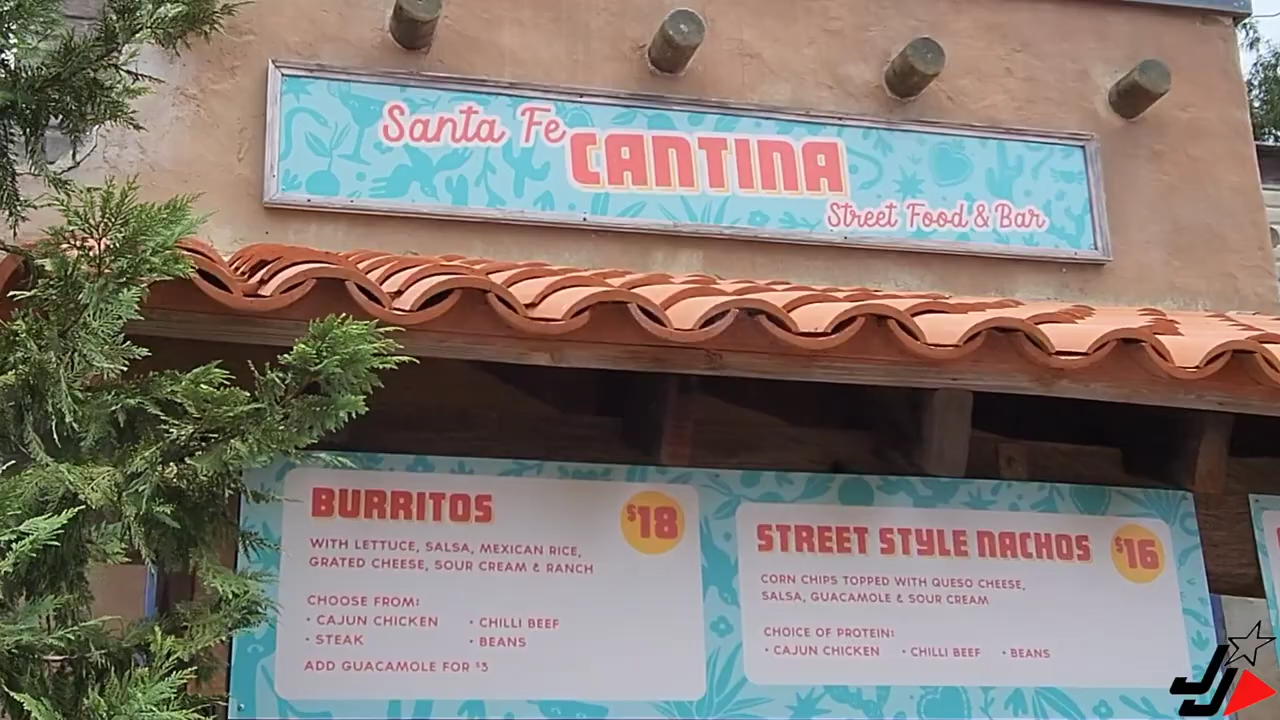 Santa Fe
CANTINA
Street Food & Bar
BURRITOS
$18
WITH LETTUCE, SALSA, MEXICAN RICE,
GRATED CHEESE, SOUR CREAM & RANCH
CHOOSE FROM:
• CAJUN CHICKEN • CHILLI BEEF
• STEAK • BEANS
ADD GUACAMOLE FOR $3
STREET STYLE NACHOS
$16
CORN CHIPS TOPPED WITH QUESO CHEESE,
SALSA, GUACAMOLE & SOUR CREAM
CHOICE OF PROTEIN:
• CAJUN CHICKEN • CHILLI BEEF • BEANS
JJ